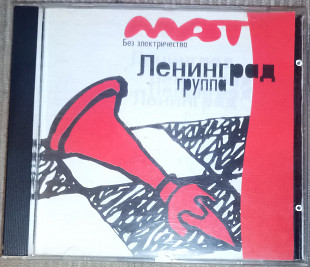 мат
Без электричества
Ленинград
группа